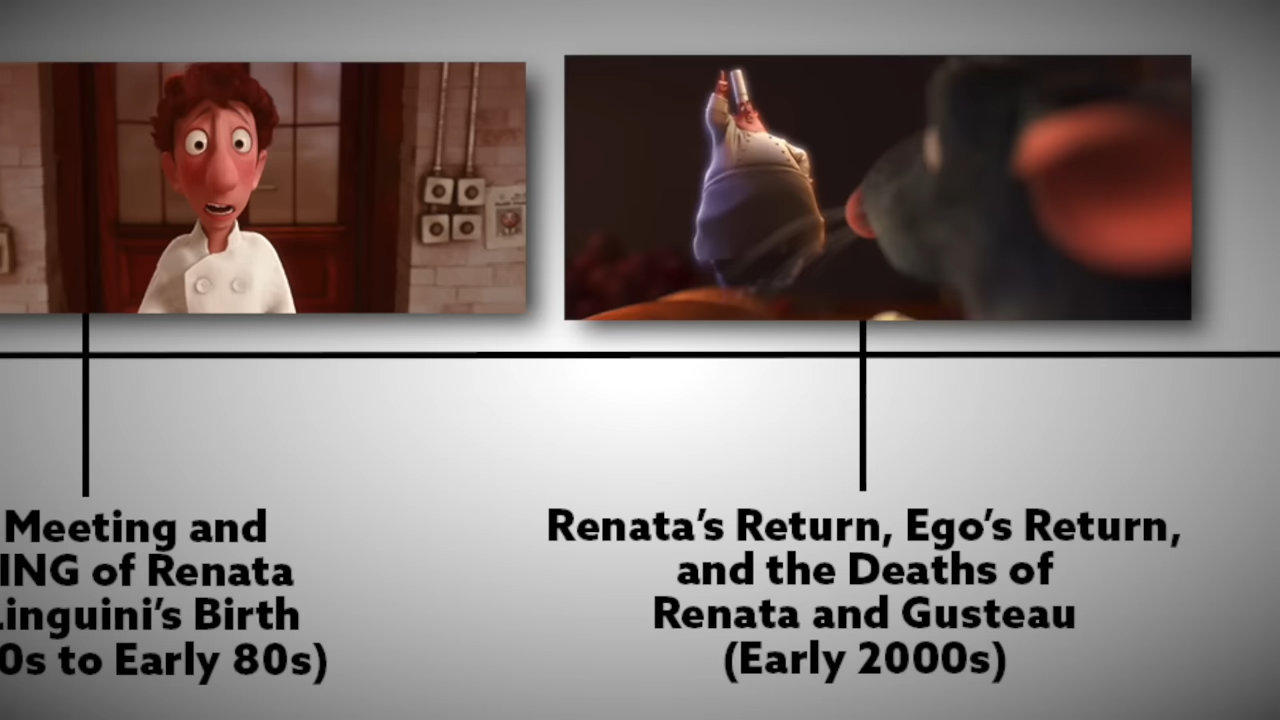 Meeting and
ING of Renata
inguini's Birth
0s to Early 80s)
Renata's Return, Ego's Return,
and the Deaths of
Renata and Gusteau
(Early 2000s)